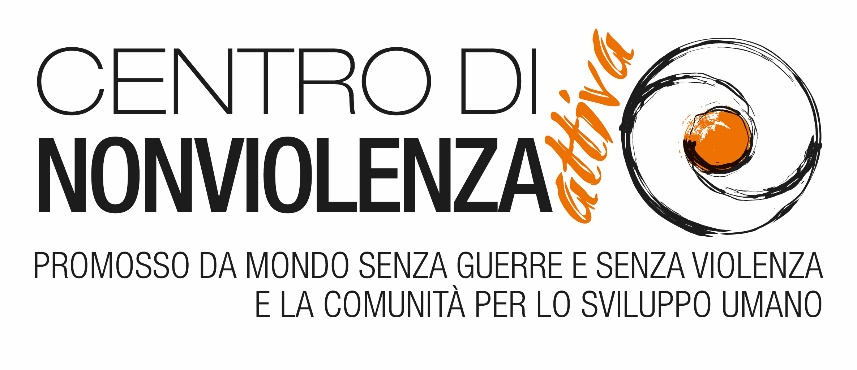 CENTRO DI
NONVIOLENZA attiva
PROMOSSO DA MONDO SENZA GUERRE E SENZA VIOLENZA
E LA COMUNITÀ PER LO SVILUPPO UMANO